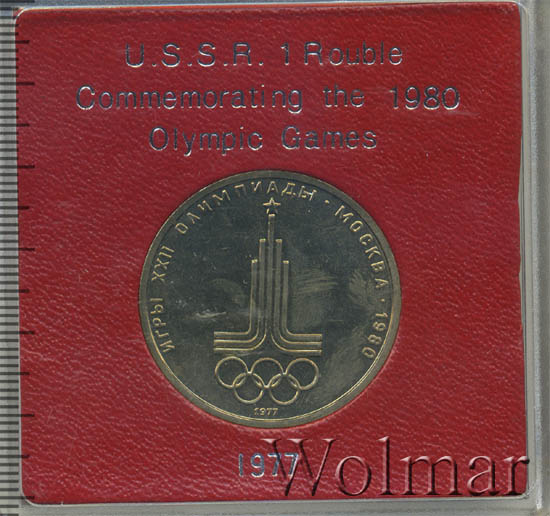 U.S.S.R. 1 Rouble
Commemorating the 1980
Olympic Games
ИГРЫ XXII ОЛИМПИАДЫ · МОСКВА · 1980
1977
1977
Wolmar